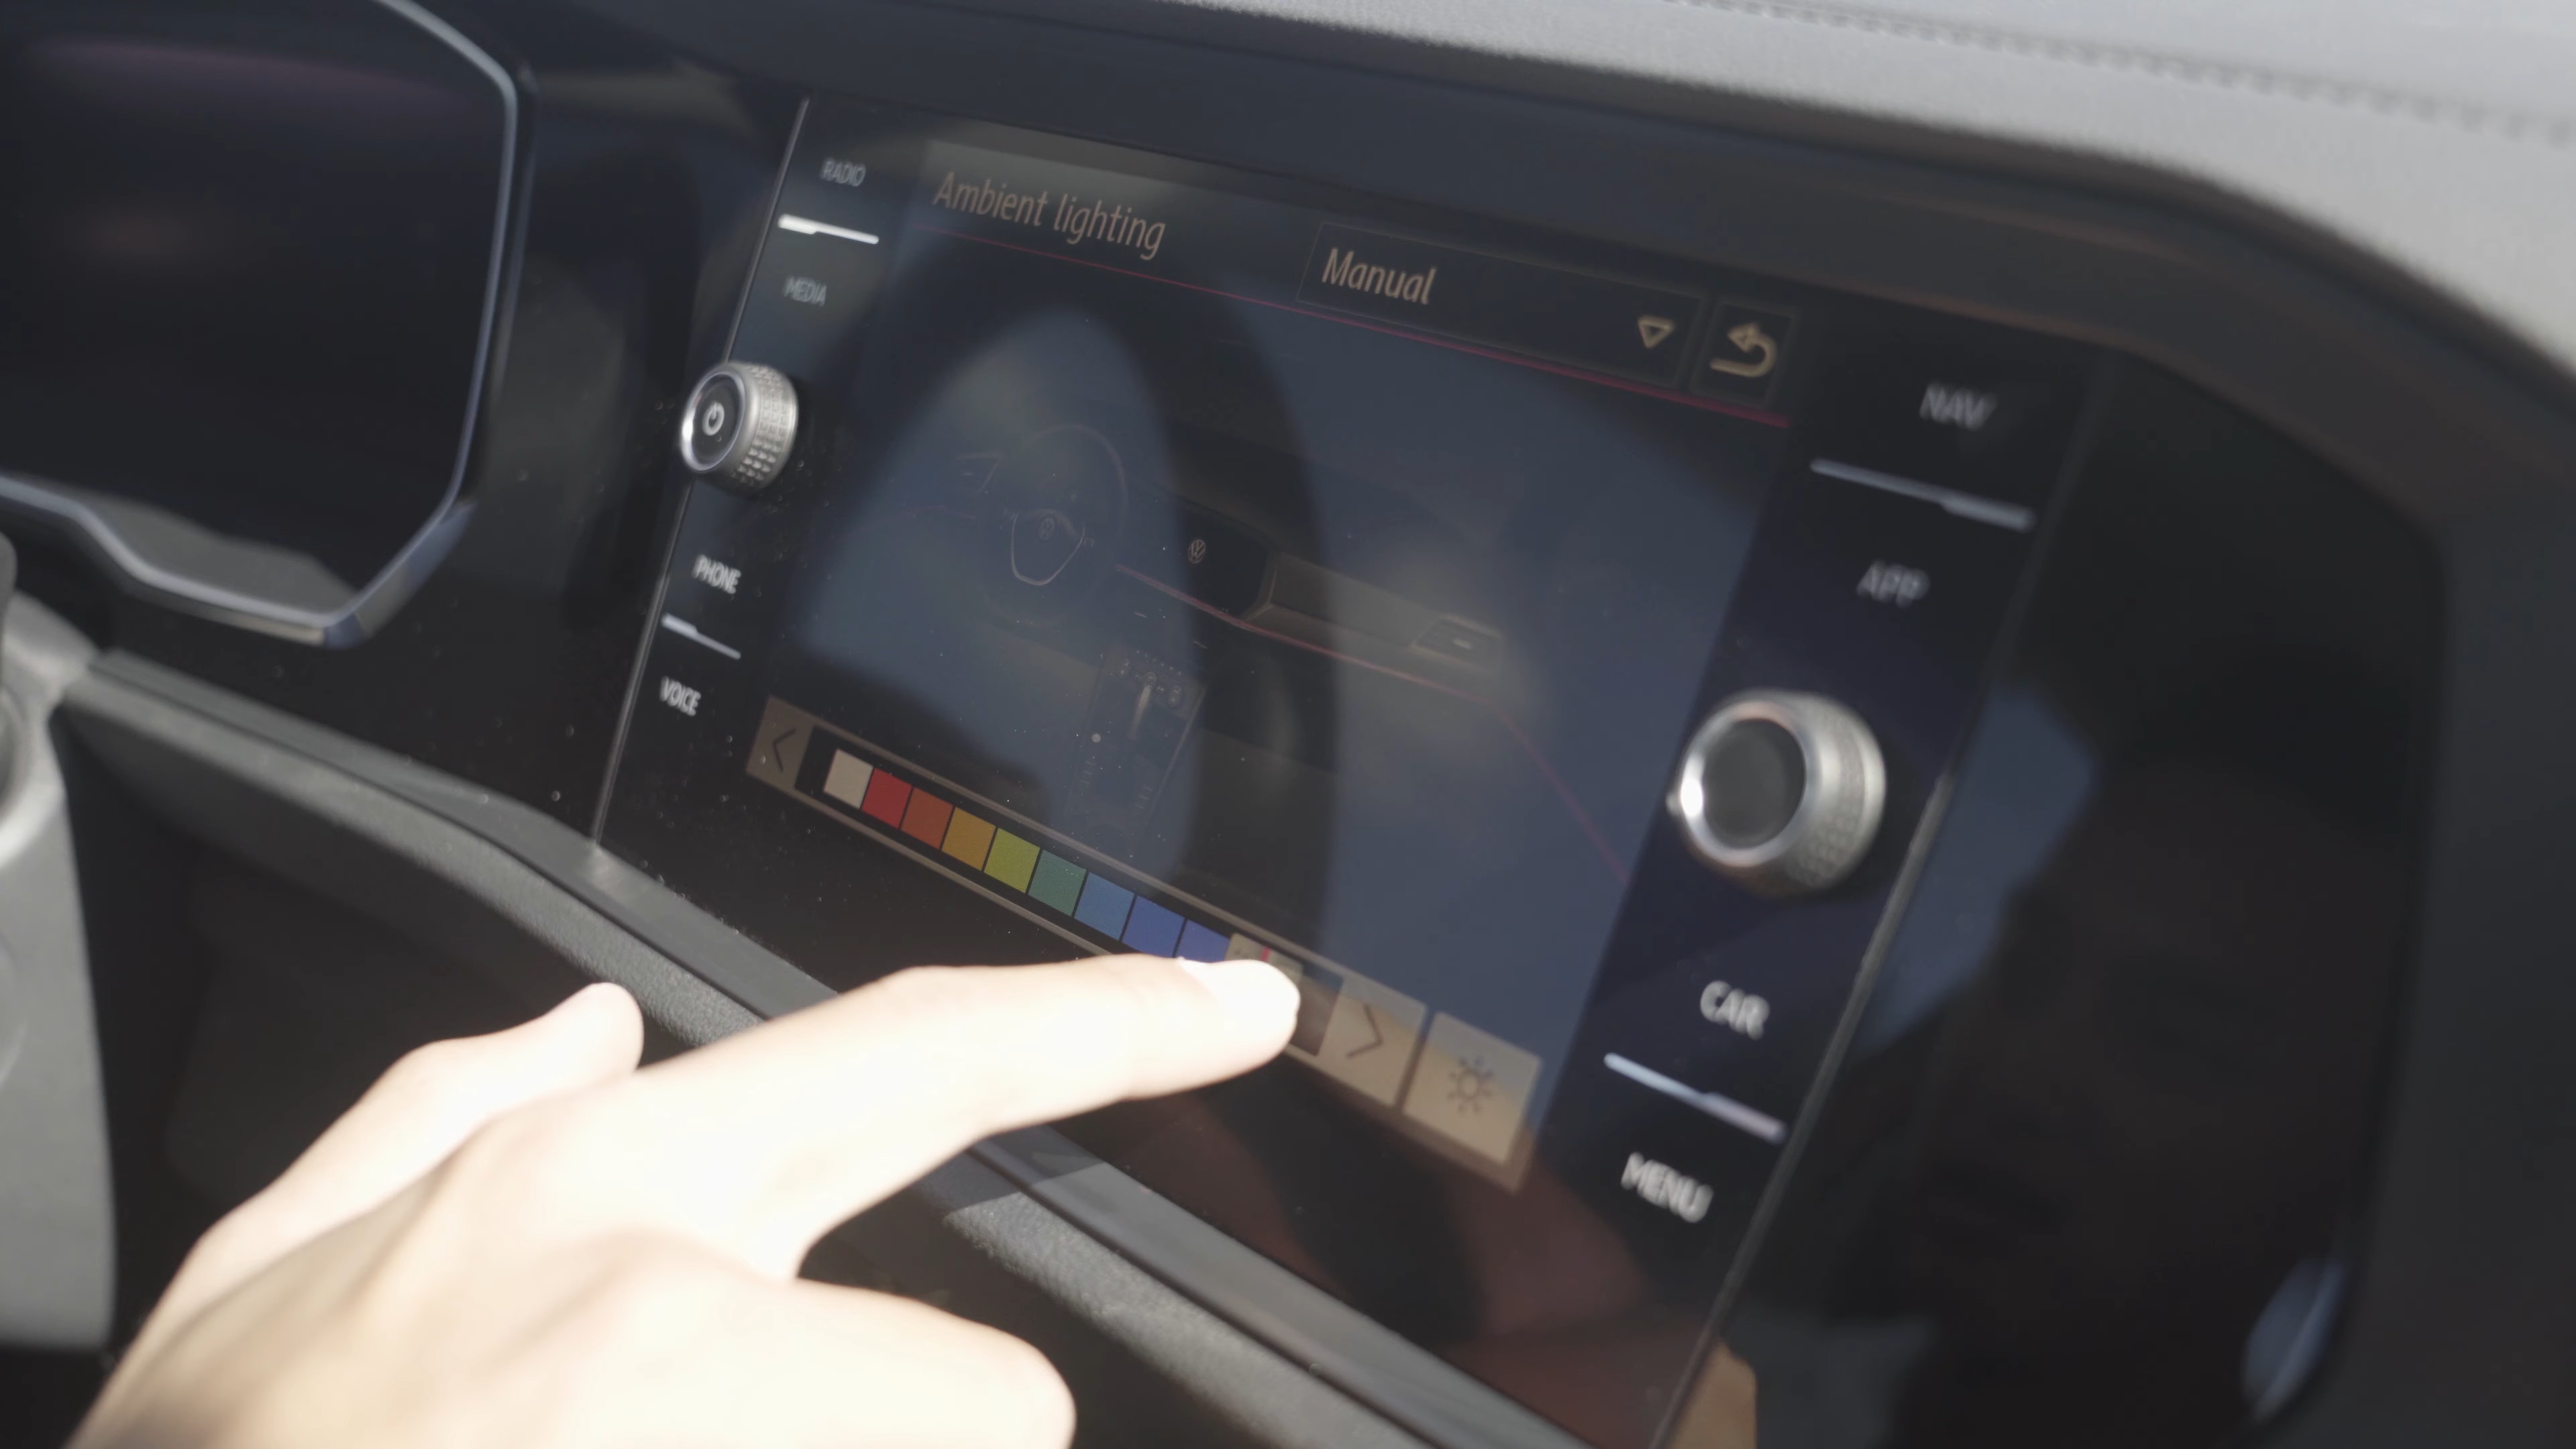 RADIO
MEDIA
PHONE
VOICE
Ambient lighting
Manual
NAV
APP
CAR
MENU